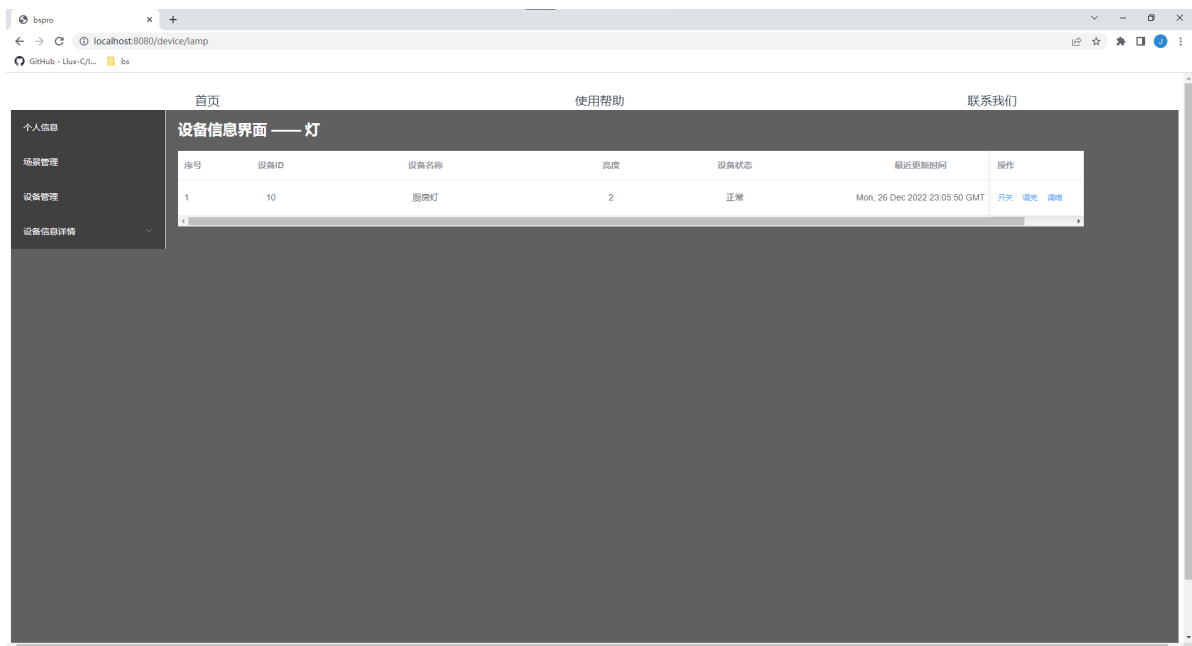 bspro
localhost:8080/device/lamp
GitHub - Llux-C/I... bs
J
首页 使用帮助 联系我们
个人信息
场景管理
设备管理
设备信息详情
设备信息界面 —— 灯
序号 设备ID 设备名称 亮度 设备状态 最近更新时间 操作
1 10 厨房灯 2 正常 Mon, 26 Dec 2022 23:05:50 GMT 开关 调亮 调暗